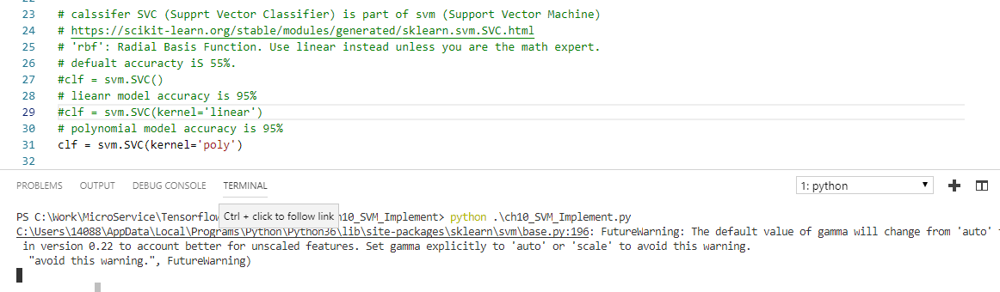 23 # calssifer SVC (Supprt Vector Classifier) is part of svm (Support Vector Machine)
24 # https://scikit-learn.org/stable/modules/generated/sklearn.svm.SVC.html
25 # 'rbf': Radial Basis Function. Use linear instead unless you are the math expert.
26 # defualt accuracty iS 55%.
27 #clf = svm.SVC()
28 # lieanr model accuracy is 95%
29 #clf = svm.SVC(kernel='linear')
30 # polynomial model accuracy is 95%
31 clf = svm.SVC(kernel='poly')
32
PROBLEMS OUTPUT DEBUG CONSOLE TERMINAL 1: python
PS C:\Work\MicroService\Tensorflow h10_SVM_Implement> python .\ch10_SVM_Implement.py
Ctrl + click to follow link
C:\Users\14088\AppData\Local\Programs\Python\Python36\lib\site-packages\sklearn\svm\base.py:196: FutureWarning: The default value of gamma will change from 'auto'
in version 0.22 to account better for unscaled features. Set gamma explicitly to 'auto' or 'scale' to avoid this warning.
"avoid this warning.", FutureWarning)